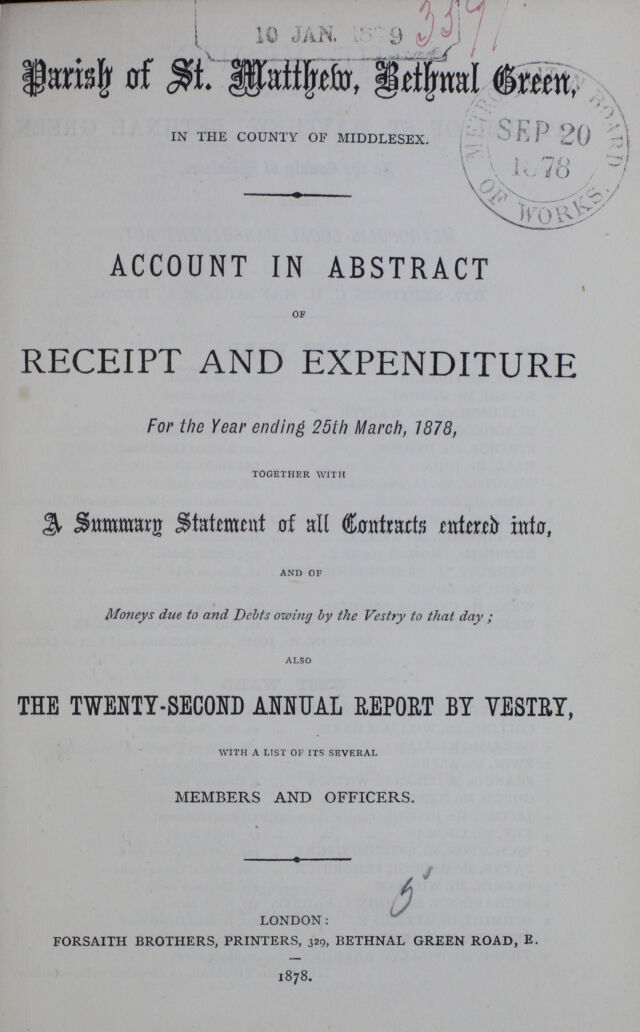 10 JAN. 1879
Parish of St. Matthew, Bethnal Green,
METROPOLITAN BOARD
SEP 20
1878
OF WORKS.
IN THE COUNTY OF MIDDLESEX.
ACCOUNT IN ABSTRACT
OF
RECEIPT AND EXPENDITURE
For the Year ending 25th March, 1878,
TOGETHER WITH
A Summary Statement of all Contracts entered into,
AND OF
Moneys due to and Debts owing by the Vestry to that day;
ALSO
THE TWENTY-SECOND ANNUAL REPORT BY VESTRY,
WITH A LIST OF ITS SEVERAL
MEMBERS AND OFFICERS.
LONDON:
FORSAITH BROTHERS, PRINTERS, 329, BETHNAL GREEN ROAD, E.
1878.